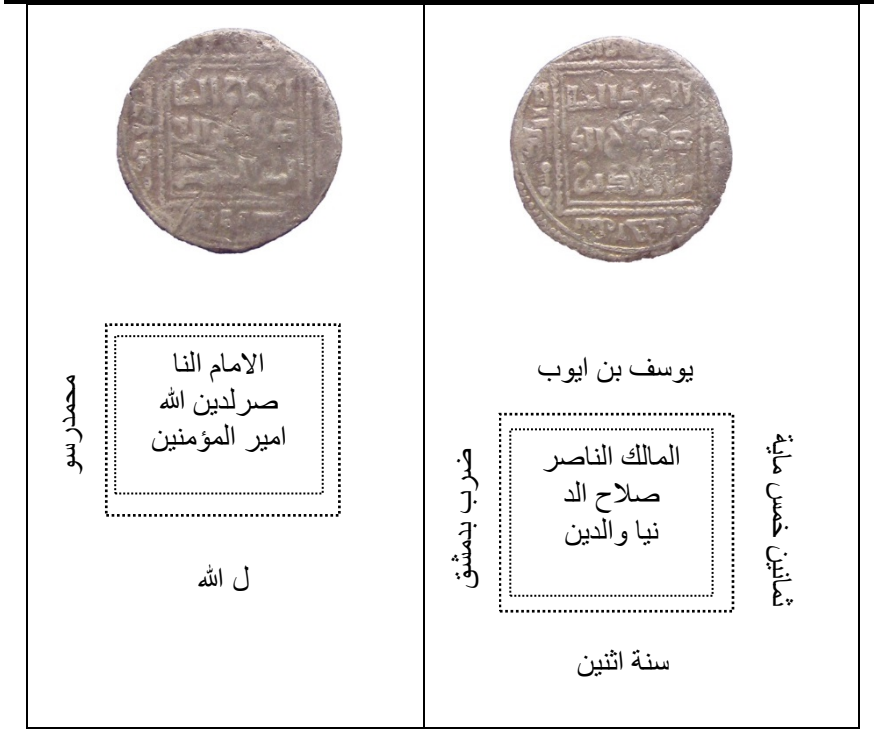 يوسف بن ايوب
المالك الناصر
صلاح الد
نيا والدين
ثمانين خمس ماية
ضرب بدمشق
سنة اثنين
الامام النا
صرلدين الله
امير المؤمنين
محمدرسو
ل الله